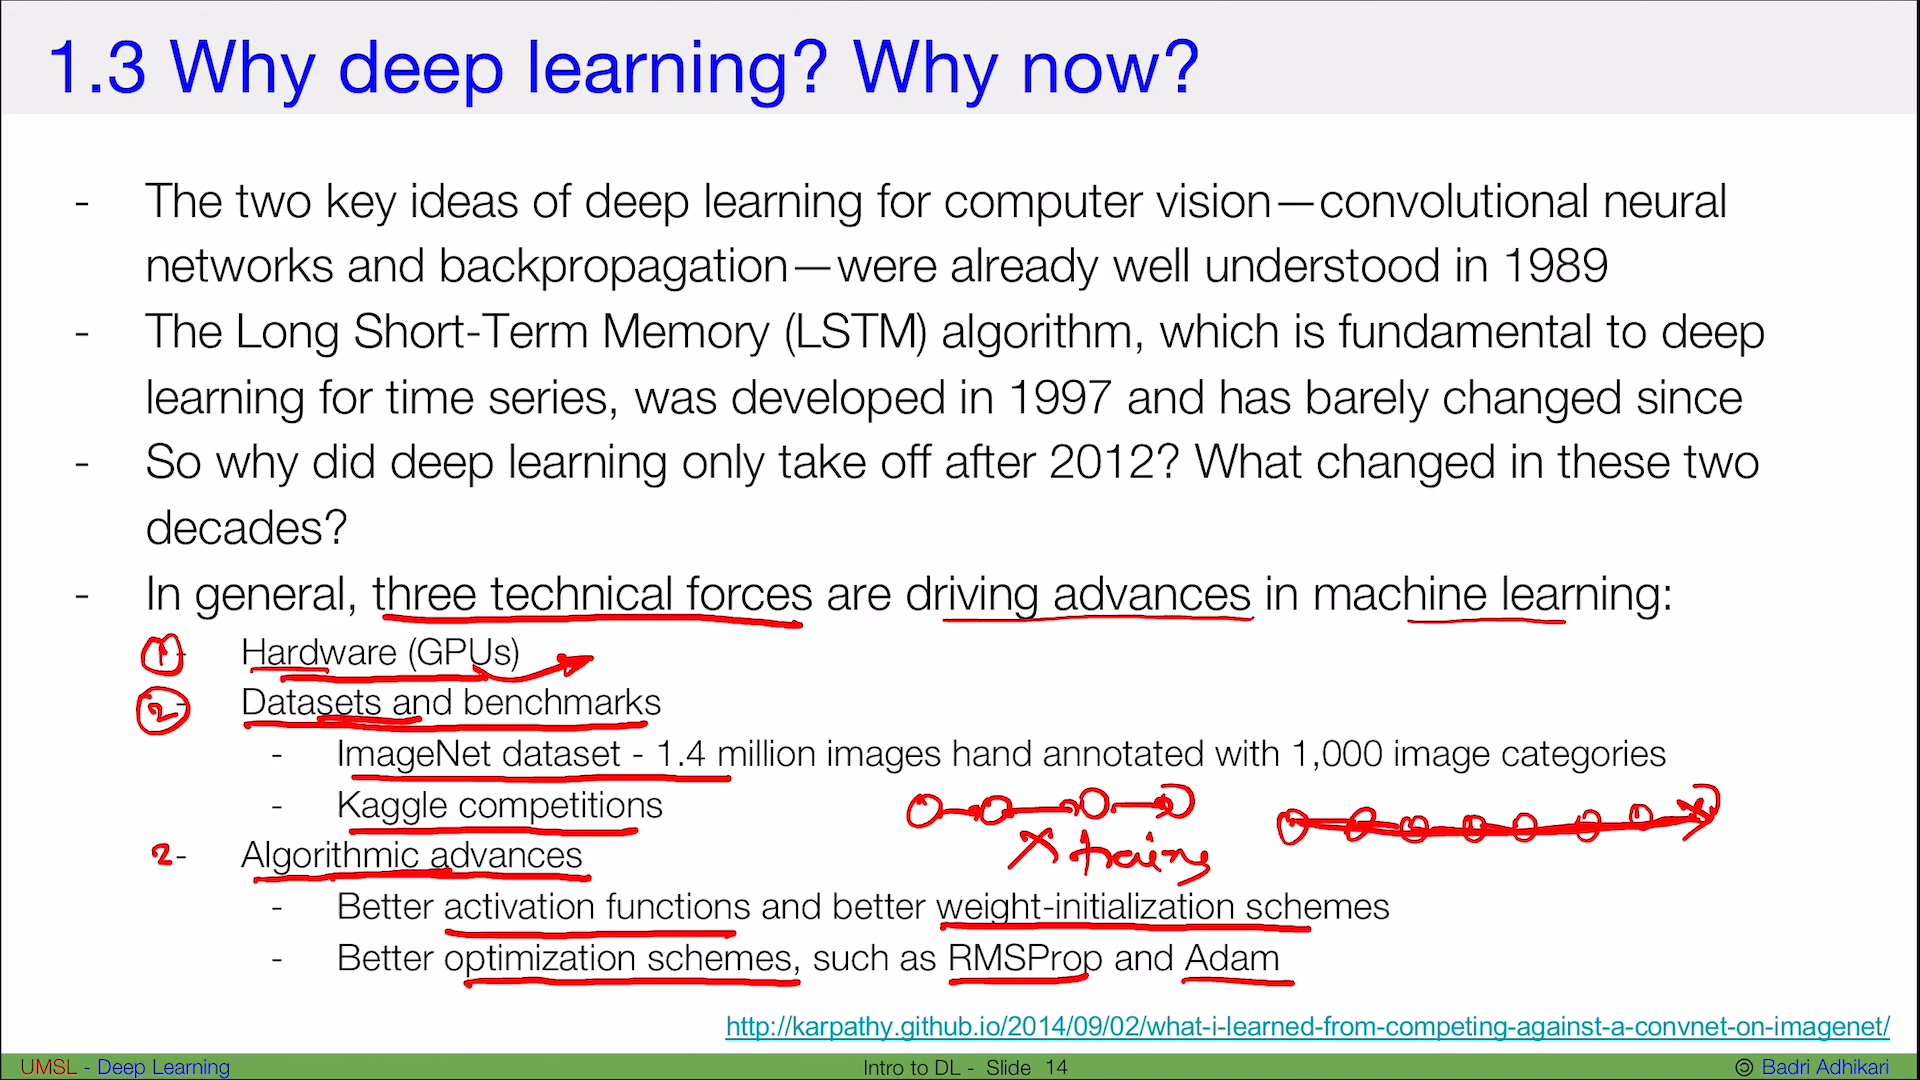 1.3 Why deep learning? Why now?
- The two key ideas of deep learning for computer vision—convolutional neural
networks and backpropagation—were already well understood in 1989
- The Long Short-Term Memory (LSTM) algorithm, which is fundamental to deep
learning for time series, was developed in 1997 and has barely changed since
- So why did deep learning only take off after 2012? What changed in these two
decades?
- In general, three technical forces are driving advances in machine learning:
1 - Hardware (GPUs)
2 - Datasets and benchmarks
- ImageNet dataset - 1.4 million images hand annotated with 1,000 image categories
- Kaggle competitions
2 - Algorithmic advances
- Better activation functions and better weight-initialization schemes
- Better optimization schemes, such as RMSProp and Adam
http://karpathy.github.io/2014/09/02/what-i-learned-from-competing-against-a-convnet-on-imagenet/
UMSL - Deep Learning
Intro to DL - Slide 14
© Badri Adhikari